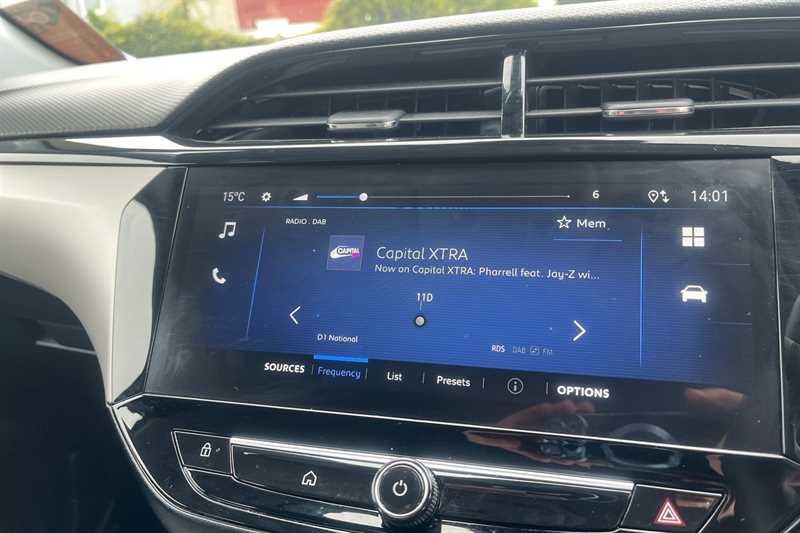 15°C 6 14:01
RADIO . DAB
Mem
CAPITAL
Capital XTRA
Now on Capital XTRA: Pharrell feat. Jay-Z wi...
11D
D1 National
RDS DAB FM
SOURCES Frequency List Presets OPTIONS